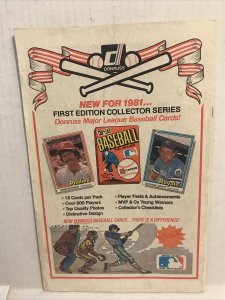 DONRUSS
NEW FOR 1981...
FIRST EDITION COLLECTOR SERIES
Donruss Major League Baseball Cards!
BASEBALL
• 18 Cards per Pack
• Over 600 Players
• Top Quality Photos
• Distinctive Design
• Player Facts & Achievements
• MVP & Cy Young Winners
• Collector's Checklists
NEW DONRUSS BASEBALL CARDS... THERE IS A DIFFERENCE!